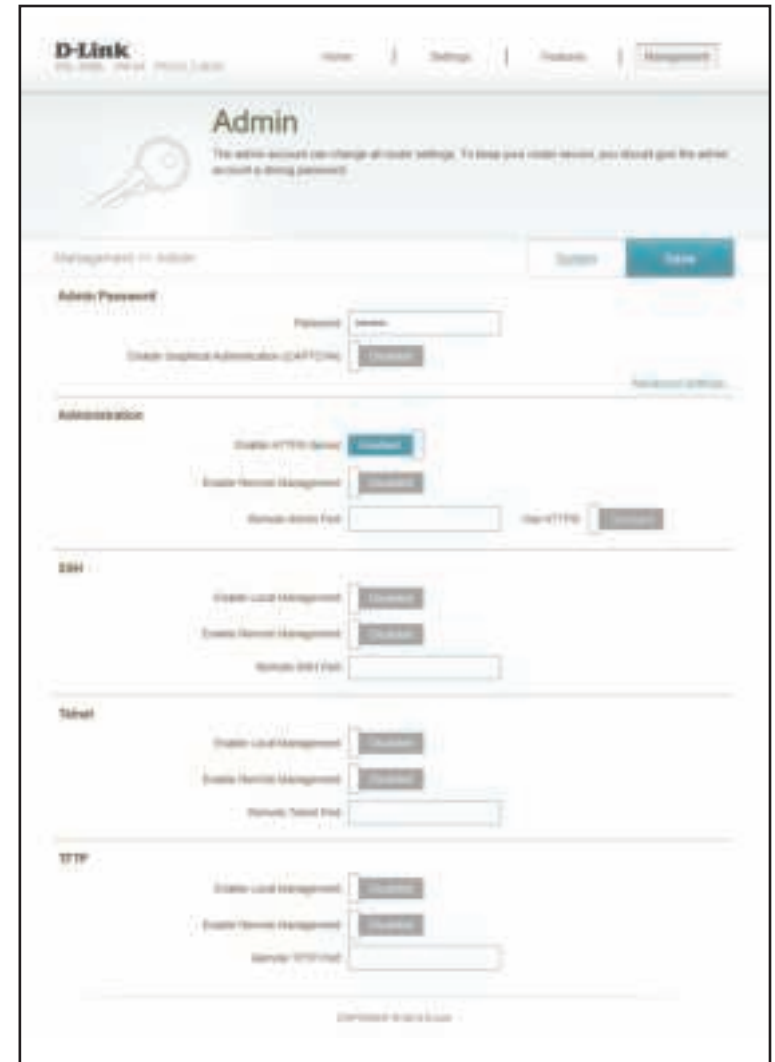 D-Link
Home | Settings | Features | Management
Admin
The admin account can change all router settings. To keep your router secure, you should give the admin
account a strong password.
Management >> Admin
System
Save
Admin Password
Password
Enable Graphical Authentication (CAPTCHA)
Disabled
Advanced Settings...
Administration
Enable HTTPS Server
Enabled
Enable Remote Management
Disabled
Remote Admin Port
Use HTTPS
SSH
Enable Local Management
Disabled
Enable Remote Management
Disabled
Remote SSH Port
Telnet
Enable Local Management
Disabled
Enable Remote Management
Disabled
Remote Telnet Port
TFTP
Enable Local Management
Disabled
Enable Remote Management
Disabled
Remote TFTP Port
COPYRIGHT